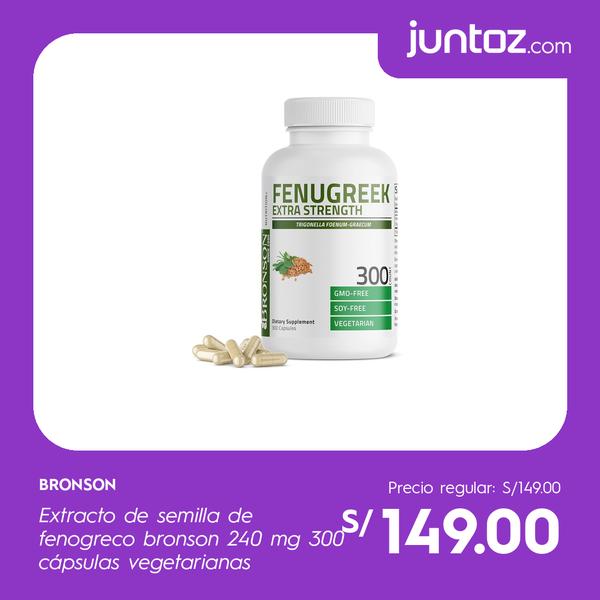 juntoz.com
FENUGREEK
EXTRA STRENGTH
TRIGONELLA FOENUM-GRAECUM
BRONSON
300
GMO-FREE
SOY-FREE
VEGETARIAN
Dietary Supplement
300 Capsules
BRONSON
Extracto de semilla de
fenogreco bronson 240 mg 300
cápsulas vegetarianas
Precio regular: S/149.00
S/ 149.00